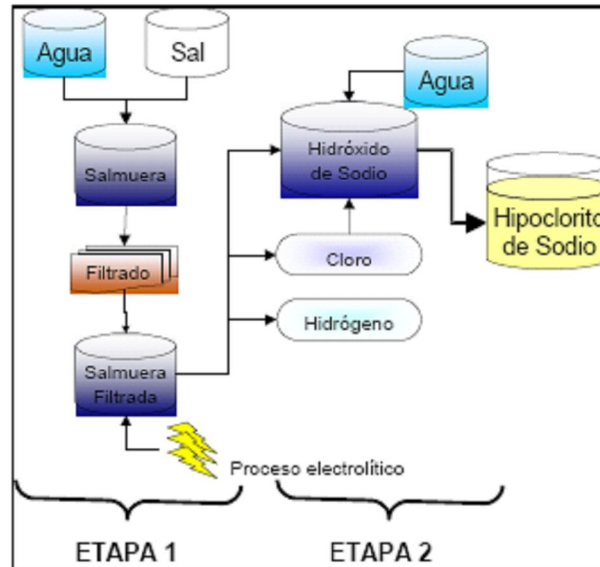 Agua
Sal
Salmuera
Filtrado
Salmuera
Filtrada
Proceso electrolítico
Agua
Hidróxido
de Sodio
Cloro
Hidrógeno
Hipoclorito
de Sodio
ETAPA 1
ETAPA 2